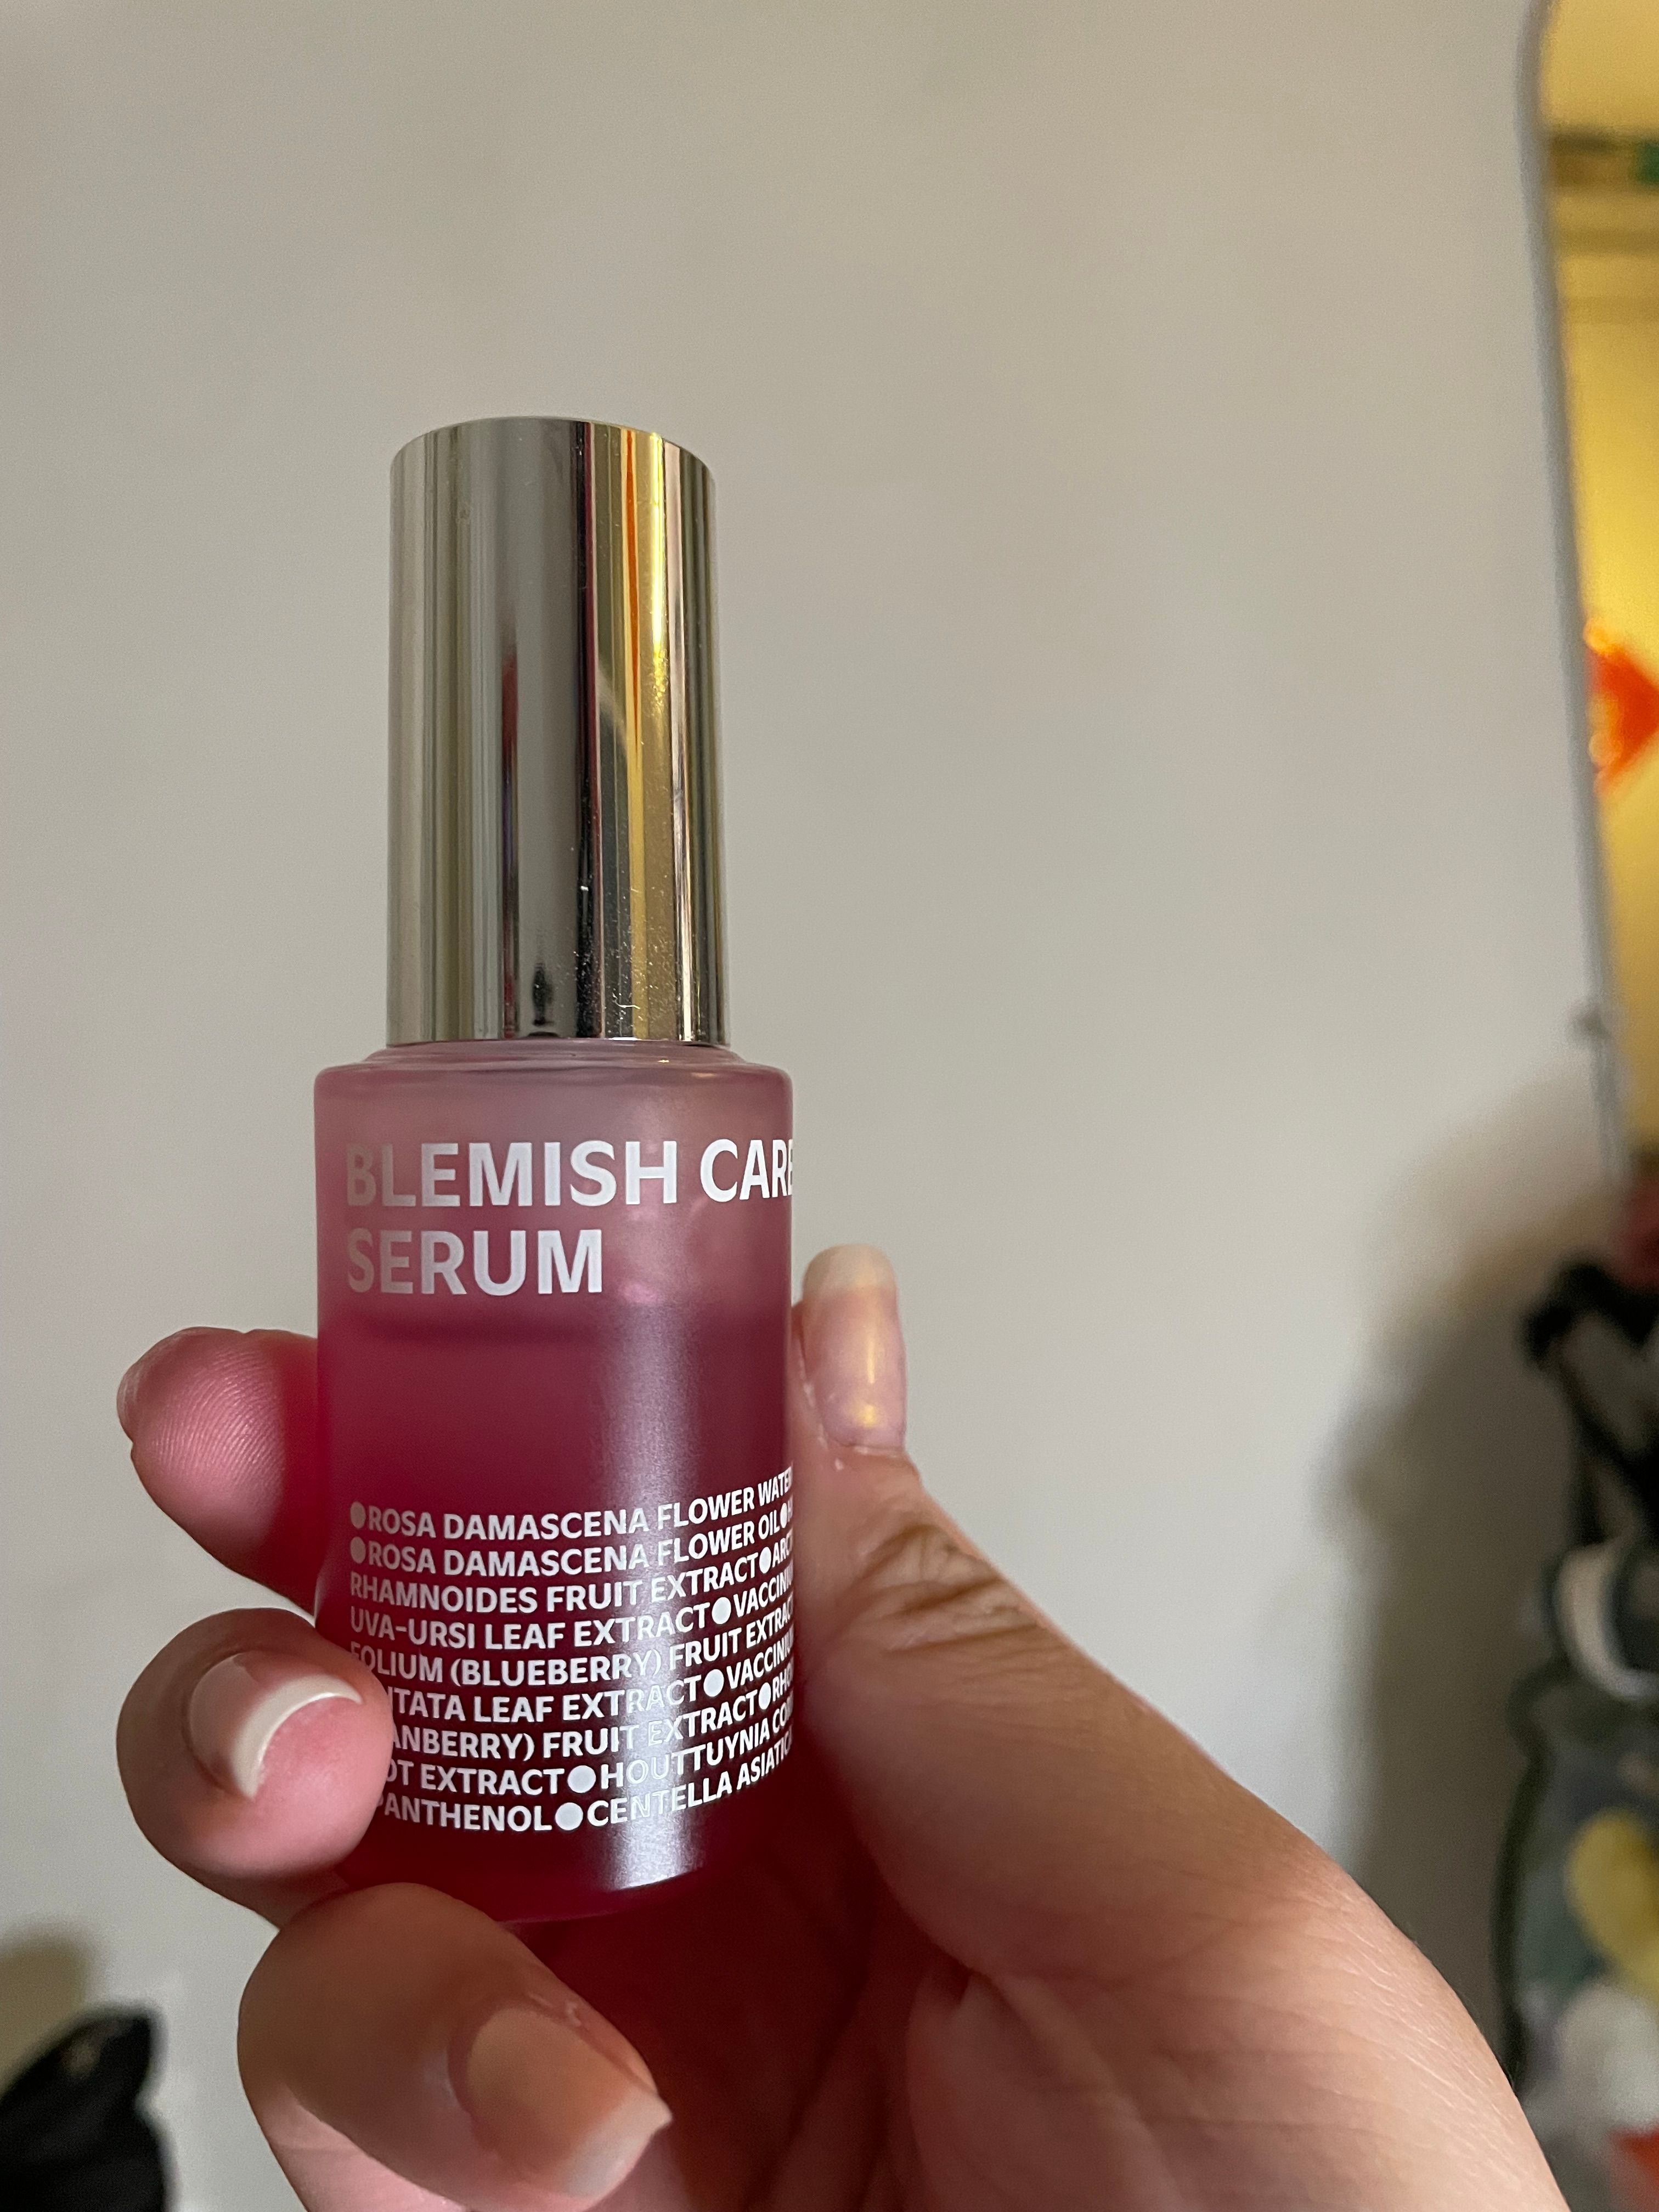 BLEMISH CARE
SERUM
●ROSA DAMASCENA FLOWER WATER
●ROSA DAMASCENA FLOWER OIL●
RHAMNOIDES FRUIT EXTRACT●
UVA-URSI LEAF EXTRACT●
FOLIUM (BLUEBERRY) FRUIT EXTRACT
LEAF EXTRACT●
FRUIT EXTRACT●
EXTRACT●HOUTTUYNIA
PANTHENOL●CENTELLA ASIATICA